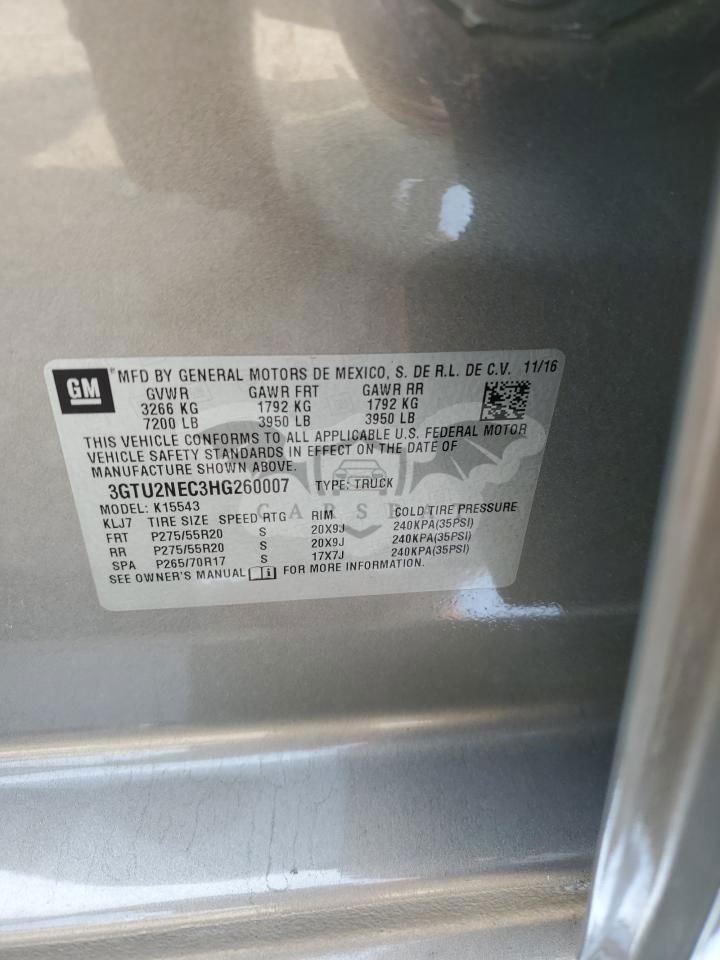 GM
MFD BY GENERAL MOTORS DE MEXICO, S. DE R.L. DE C.V. 11/16
GVWR GAWR FRT GAWR RR
3266 KG 1792 KG 1792 KG
7200 LB 3950 LB 3950 LB
THIS VEHICLE CONFORMS TO ALL APPLICABLE U.S. FEDERAL MOTOR
VEHICLE SAFETY STANDARDS IN EFFECT ON THE DATE OF
MANUFACTURE SHOWN ABOVE.
3GTU2NEC3HG260007 TYPE: TRUCK
MODEL: K15543
KLJ7 TIRE SIZE SPEED RTG RIM COLD TIRE PRESSURE
FRT P275/55R20 S 20X9J 240KPA(35PSI)
RR P275/55R20 S 20X9J 240KPA(35PSI)
SPA P265/70R17 S 17X7J 240KPA(35PSI)
SEE OWNER'S MANUAL FOR MORE INFORMATION.